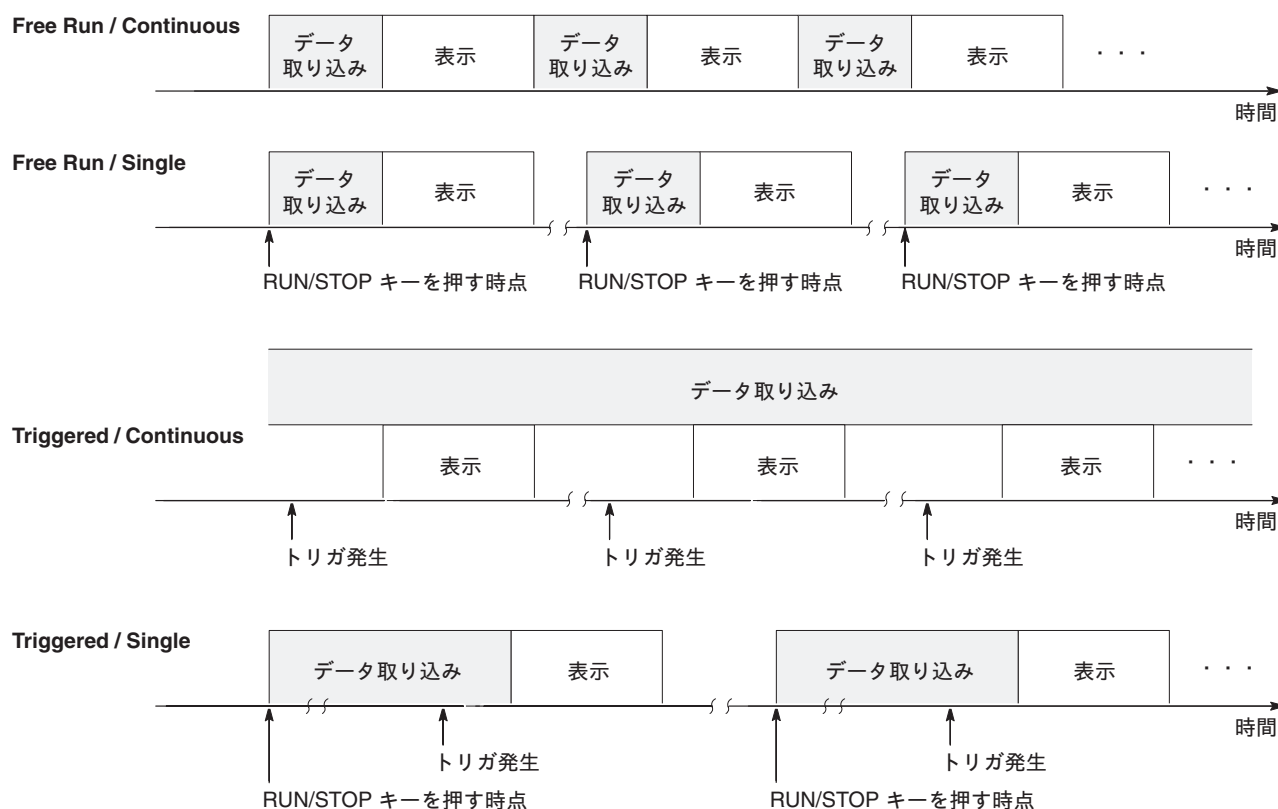 Free Run / Continuous
データ
取り込み
表示
データ
取り込み
表示
データ
取り込み
表示
・・・
時間
Free Run / Single
データ
取り込み
表示
データ
取り込み
表示
データ
取り込み
表示
・・・
時間
RUN/STOP キーを押す時点
RUN/STOP キーを押す時点
RUN/STOP キーを押す時点
データ取り込み
Triggered / Continuous
表示
表示
表示
・・・
時間
トリガ発生
トリガ発生
トリガ発生
Triggered / Single
データ取り込み
表示
データ取り込み
表示
・・・
時間
トリガ発生
トリガ発生
RUN/STOP キーを押す時点
RUN/STOP キーを押す時点